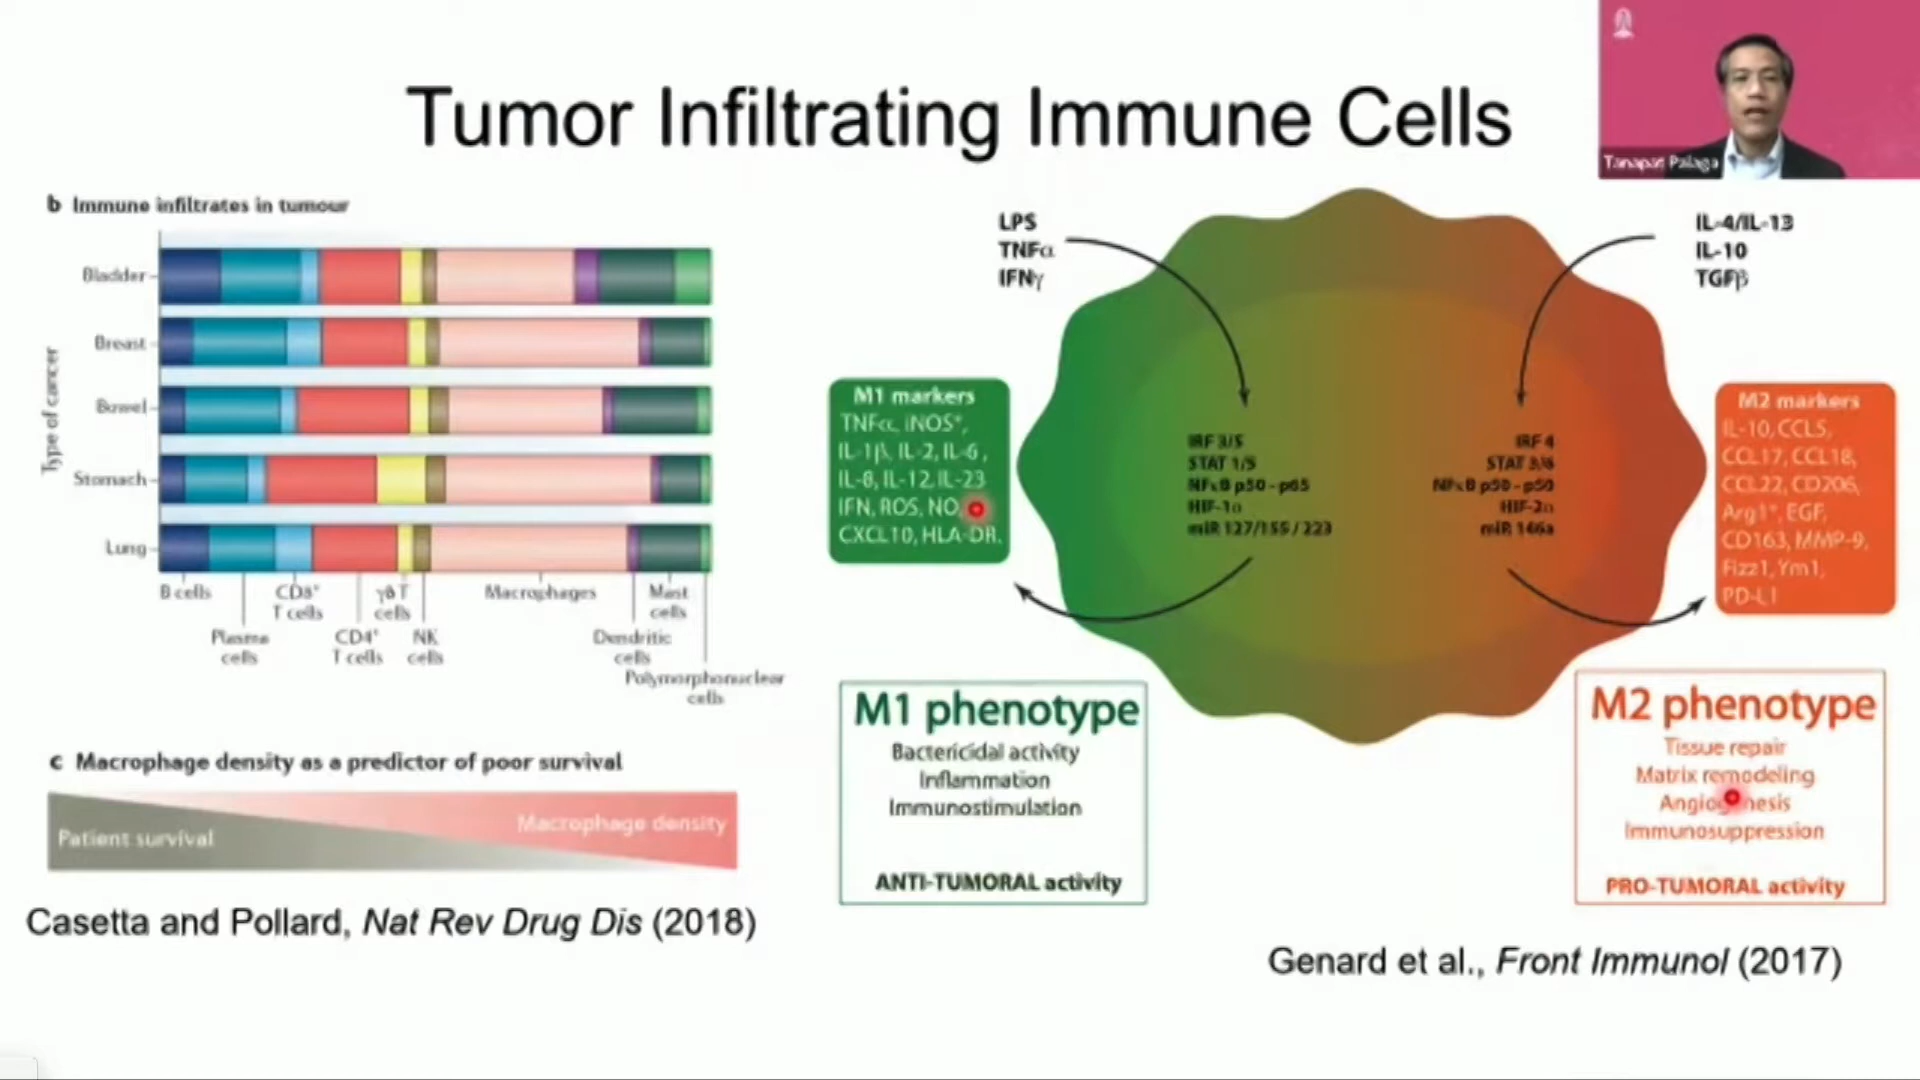 Tumor Infiltrating Immune Cells
Tanapat Palaga
b Immune infiltrates in tumour
Type of cancer
Bladder
Breast
Bowel
Stomach
Lung
B cells
Plasma cells
CD8⁺ T cells
CD4⁺ T cells
γδ T cells
NK cells
Macrophages
Dendritic cells
Mast cells
Polymorphonuclear cells
c Macrophage density as a predictor of poor survival
Patient survival
Macrophage density
Casetta and Pollard, Nat Rev Drug Dis (2018)
LPS
TNFα
IFNγ
IL-4/IL-13
IL-10
TGFβ
M1 markers
TNFα, iNOS*,
IL-1β, IL-2, IL-6,
IL-8, IL-12, IL-23
IFN, ROS, NO
CXCL10, HLA-DR.
IRF 3/5
STAT 1/5
NFκB p50 - p65
HIF-1α
miR 127/155 / 223
IRF 4
STAT 3/6
NFκB p50 - p50
HIF-2α
miR 146a
M2 markers
IL-10, CCL5,
CCL17, CCL18,
CCL22, CD206,
Arg1*, EGF,
CD163, MMP-9,
Fizz1, Ym1,
PD-L1
M1 phenotype
Bactericidal activity
Inflammation
Immunostimulation
ANTI-TUMORAL activity
M2 phenotype
Tissue repair
Matrix remodeling
Angiogenesis
Immunosuppression
PRO-TUMORAL activity
Genard et al., Front Immunol (2017)